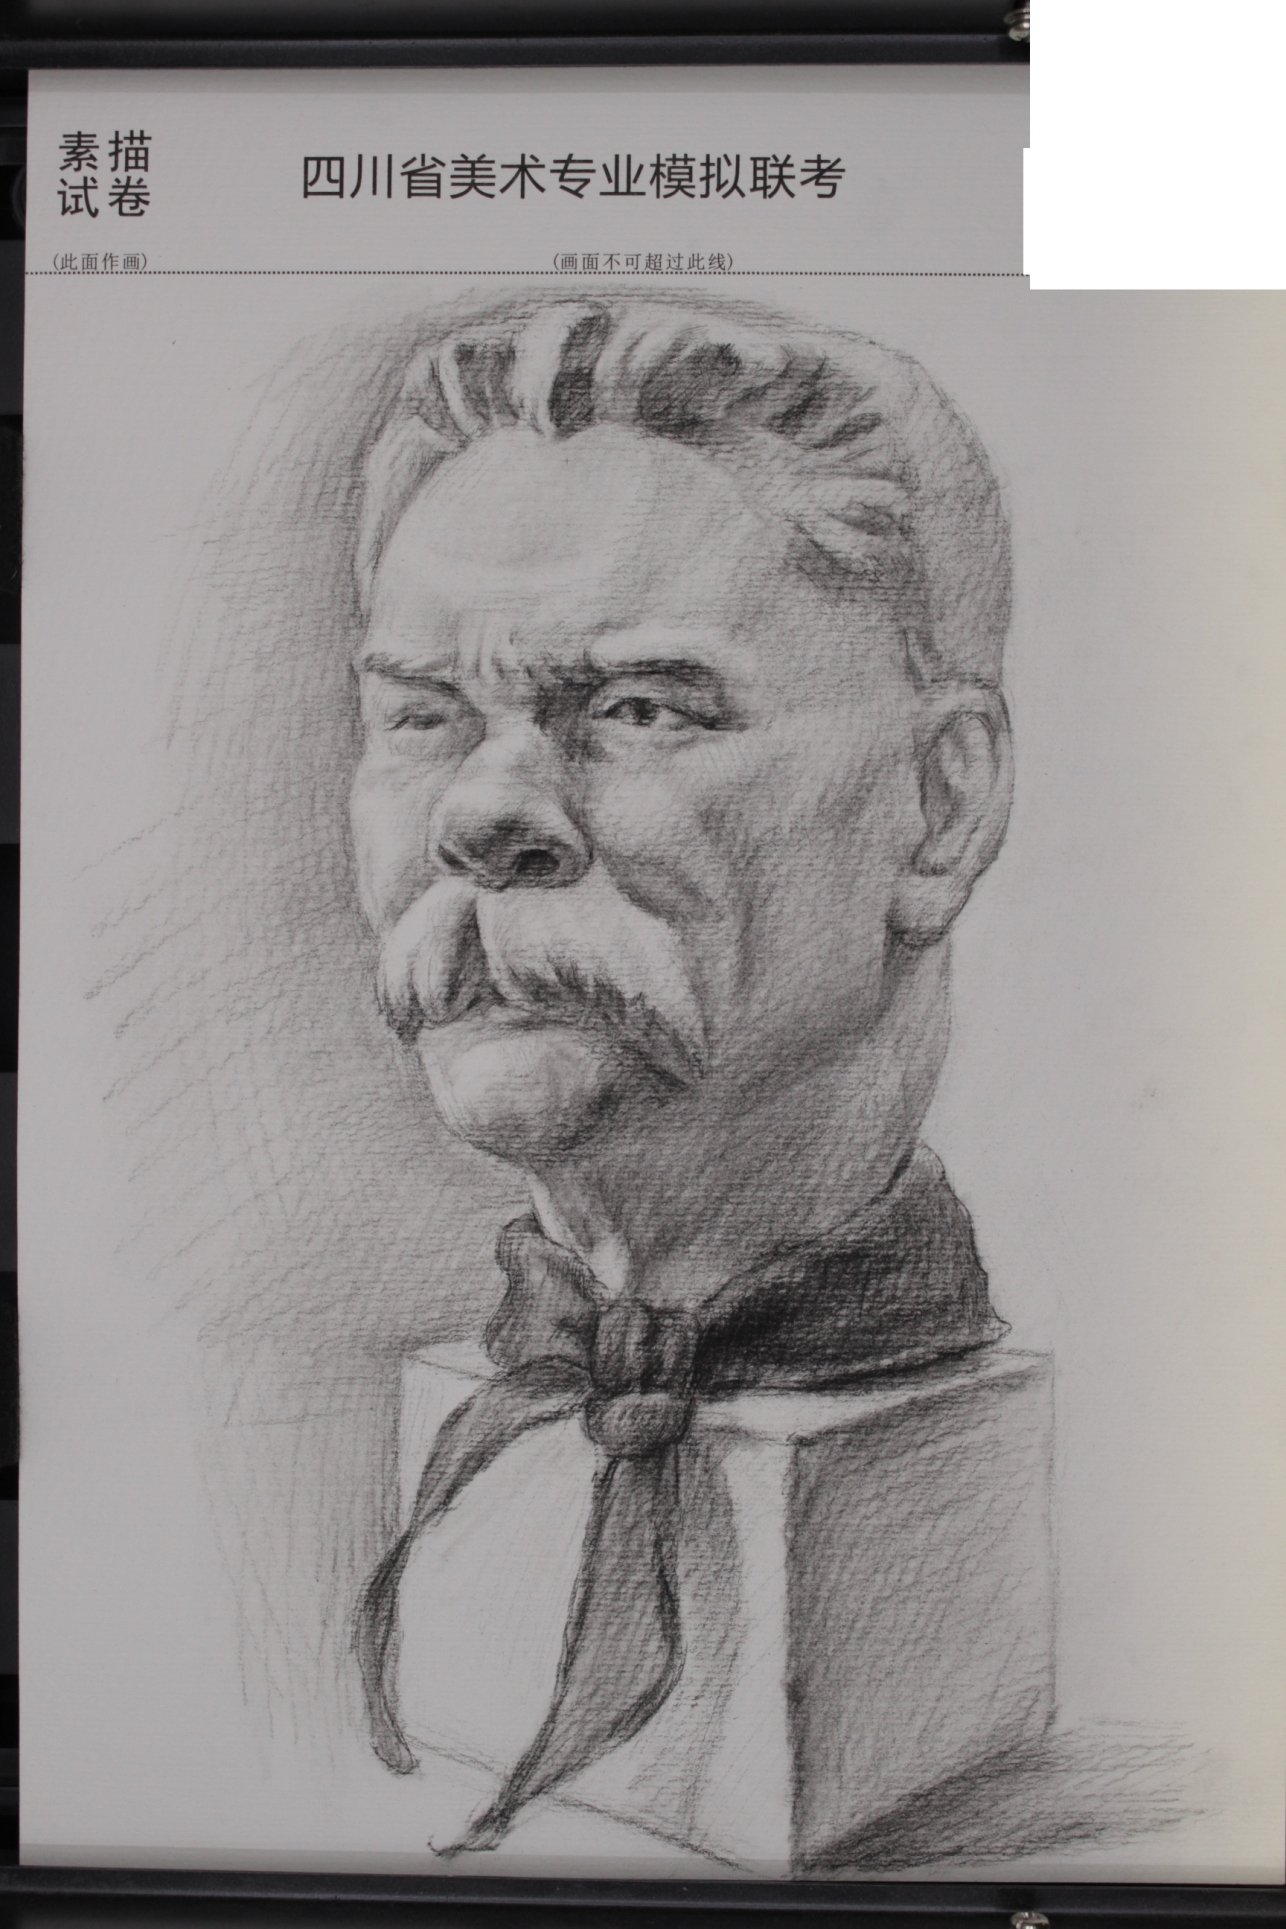 素描
试卷
四川省美术专业模拟联考
(此面作画)
(画面不可超过此线)